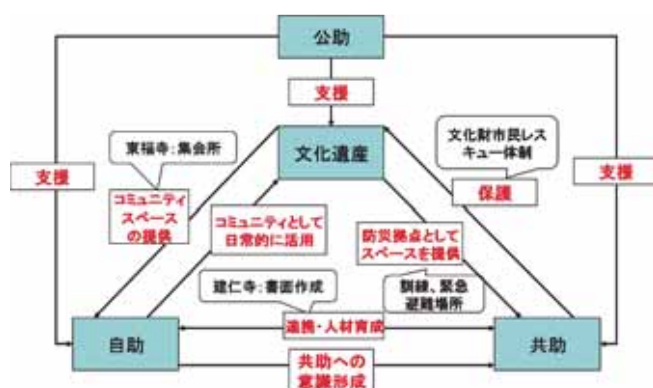 公助
支援
東福寺：集会所
文化遺産
文化財市民レス
キュー体制
支援
保護
支援
コミュニティ
スペース
の提供
コミュニティとして
日常的に活用
防災拠点として
スペースを提供
建仁寺：書面作成
訓練、緊急
避難場所
自助
連携・人材育成
共助
共助への
意識形成